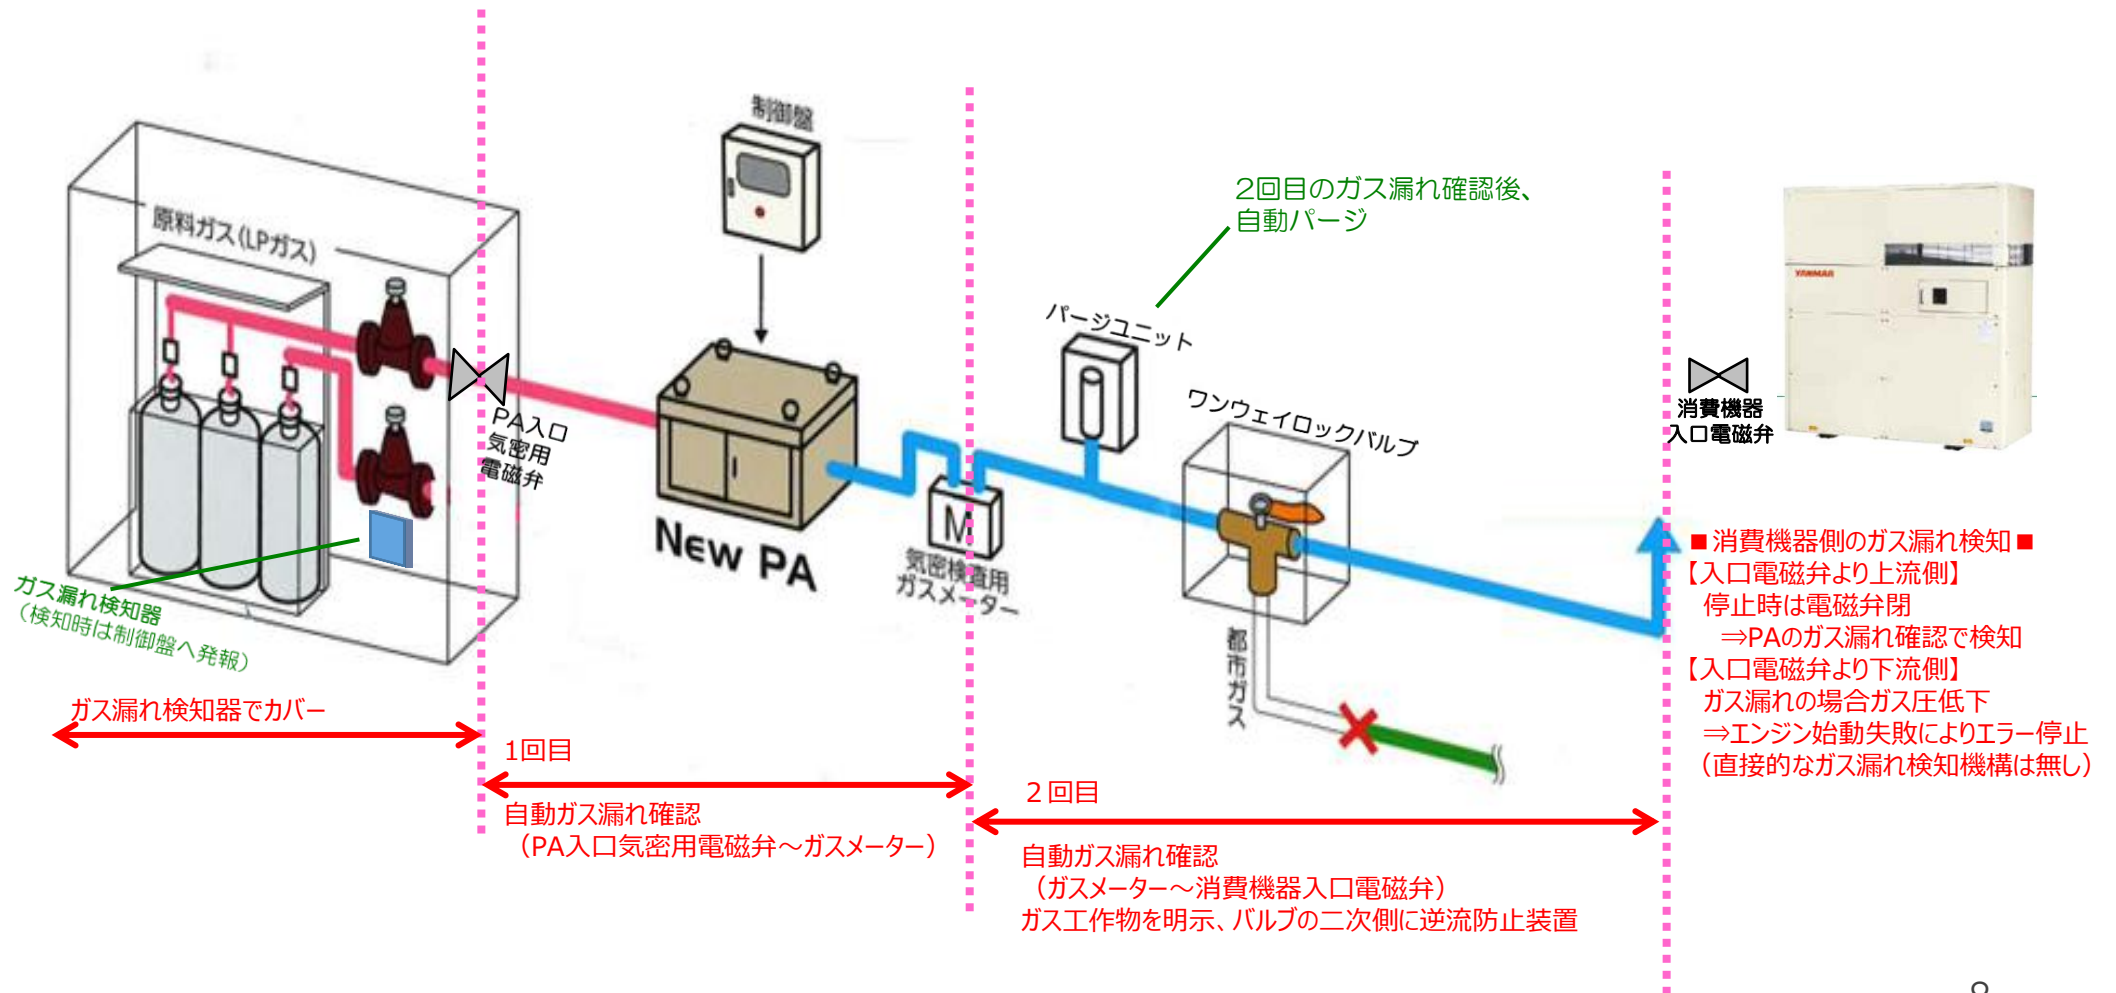 制御盤
原料ガス(LPガス)
PA入口
気密用
電磁弁
ガス漏れ検知器
（検知時は制御盤へ発報）
New PA
M
気密検査用
ガスメーター
パージユニット
2回目のガス漏れ確認後、
自動パージ
ワンウェイロックバルブ
都市ガス
YANMAR
消費機器
入口電磁弁
■消費機器側のガス漏れ検知■
【入口電磁弁より上流側】
停止時は電磁弁閉
⇒PAのガス漏れ確認で検知
【入口電磁弁より下流側】
ガス漏れの場合ガス圧低下
⇒エンジン始動失敗によりエラー停止
（直接的なガス漏れ検知機構は無し）
ガス漏れ検知器でカバー
1回目
自動ガス漏れ確認
（PA入口気密用電磁弁～ガスメーター）
２回目
自動ガス漏れ確認
（ガスメーター～消費機器入口電磁弁）
ガス工作物を明示、バルブの二次側に逆流防止装置